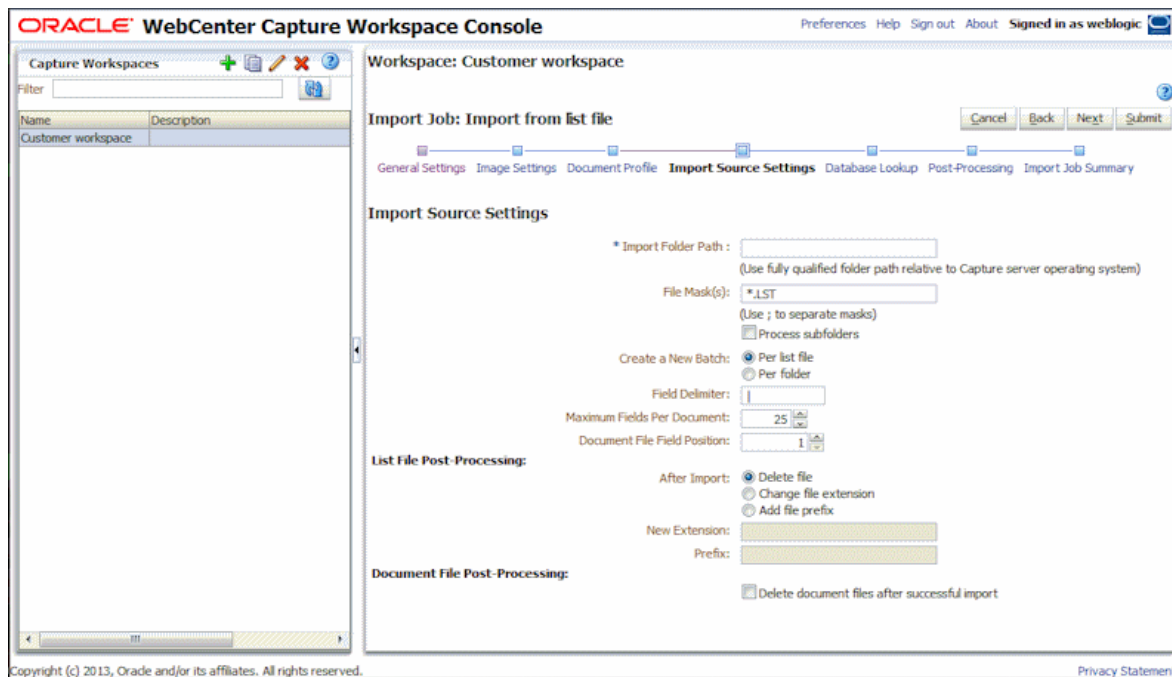 ORACLE® WebCenter Capture Workspace Console
Preferences Help Sign out About Signed in as weblogic
Capture Workspaces
Filter
Name Description
Customer workspace
Workspace: Customer workspace
Import Job: Import from list file
Cancel Back Next Submit
General Settings Image Settings Document Profile Import Source Settings Database Lookup Post-Processing Import Job Summary
Import Source Settings
* Import Folder Path :
(Use fully qualified folder path relative to Capture server operating system)
File Mask(s): *.LST
(Use ; to separate masks)
Process subfolders
Create a New Batch: Per list file
Per folder
Field Delimiter: |
Maximum Fields Per Document: 25
Document File Field Position: 1
List File Post-Processing:
After Import: Delete file
Change file extension
Add file prefix
New Extension:
Prefix:
Document File Post-Processing:
Delete document files after successful import
Copyright (c) 2013, Oracle and/or its affiliates. All rights reserved.
Privacy Statemen